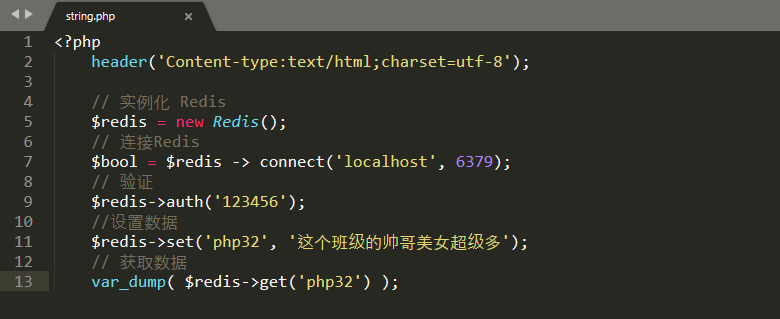 string.php
1 <?php
2 header('Content-type:text/html;charset=utf-8');
3
4 // 实例化 Redis
5 $redis = new Redis();
6 // 连接Redis
7 $bool = $redis -> connect('localhost', 6379);
8 // 验证
9 $redis->auth('123456');
10 //设置数据
11 $redis->set('php32', '这个班级的帅哥美女超级多');
12 // 获取数据
13 var_dump( $redis->get('php32') );